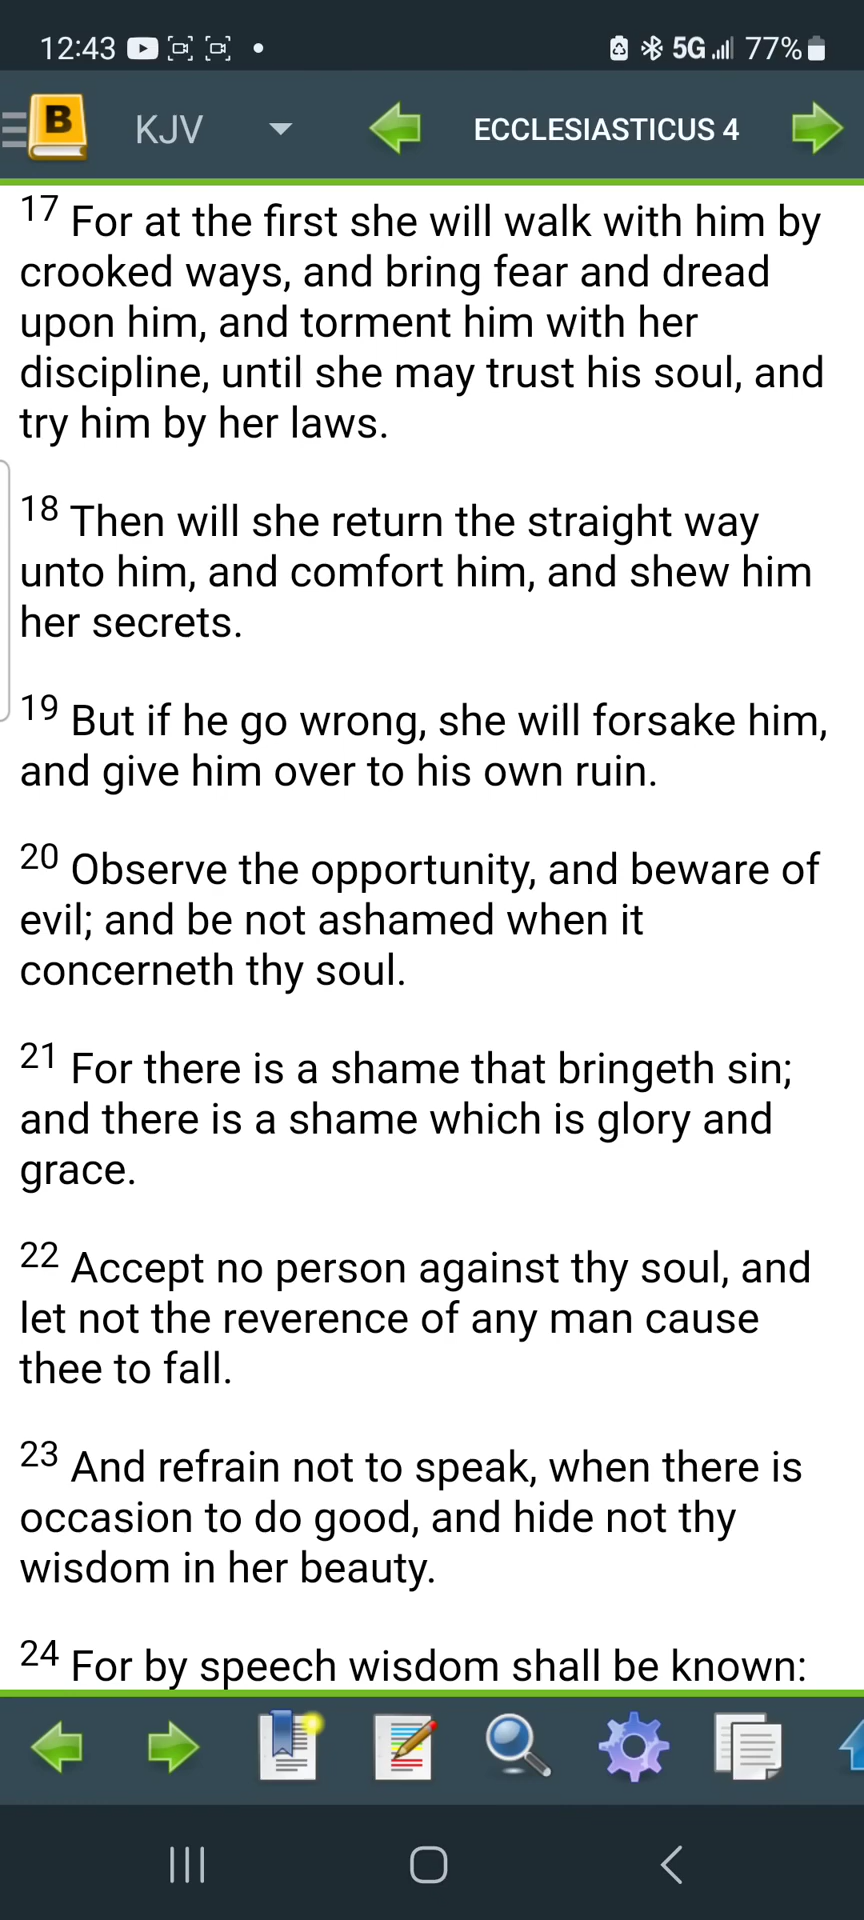 12:43 5G 77%
B KJV ECCLESIASTICUS 4
17 For at the first she will walk with him by
crooked ways, and bring fear and dread
upon him, and torment him with her
discipline, until she may trust his soul, and
try him by her laws.
18 Then will she return the straight way
unto him, and comfort him, and shew him
her secrets.
19 But if he go wrong, she will forsake him,
and give him over to his own ruin.
20 Observe the opportunity, and beware of
evil; and be not ashamed when it
concerneth thy soul.
21 For there is a shame that bringeth sin;
and there is a shame which is glory and
grace.
22 Accept no person against thy soul, and
let not the reverence of any man cause
thee to fall.
23 And refrain not to speak, when there is
occasion to do good, and hide not thy
wisdom in her beauty.
24 For by speech wisdom shall be known: